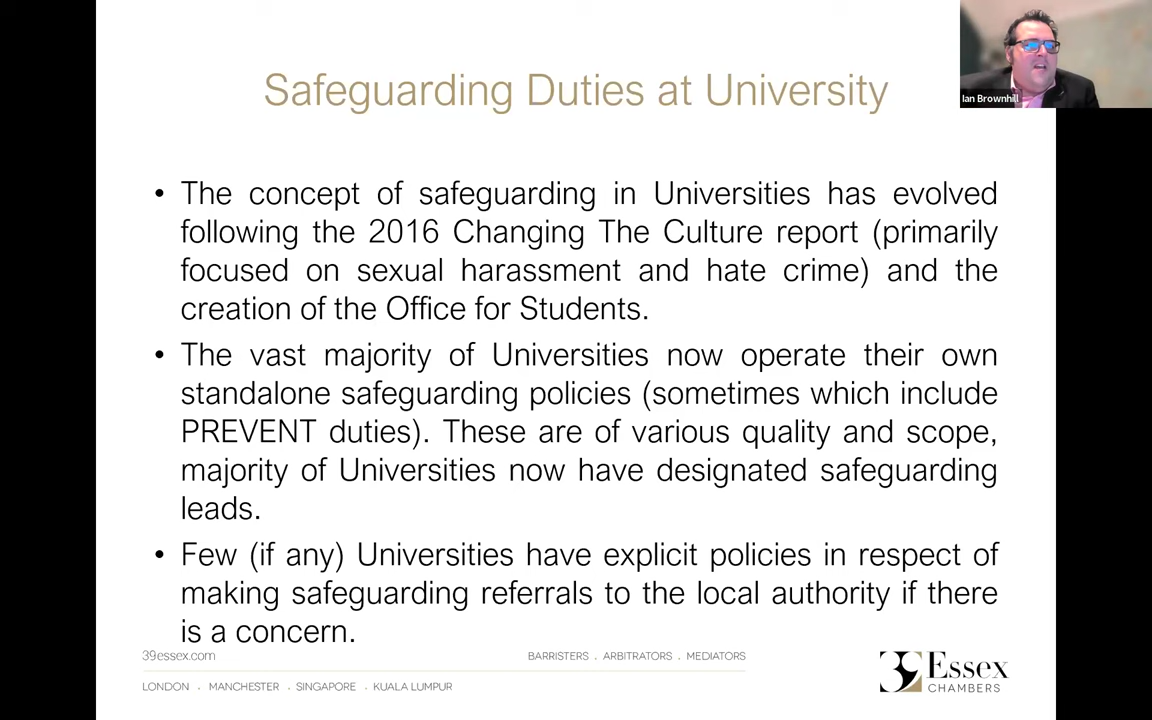 Safeguarding Duties at University
Ian Brownhill
• The concept of safeguarding in Universities has evolved
following the 2016 Changing The Culture report (primarily
focused on sexual harassment and hate crime) and the
creation of the Office for Students.
• The vast majority of Universities now operate their own
standalone safeguarding policies (sometimes which include
PREVENT duties). These are of various quality and scope,
majority of Universities now have designated safeguarding
leads.
• Few (if any) Universities have explicit policies in respect of
making safeguarding referrals to the local authority if there
is a concern.
39essex.com
BARRISTERS . ARBITRATORS . MEDIATORS
LONDON . MANCHESTER . SINGAPORE . KUALA LUMPUR
39 Essex
CHAMBERS